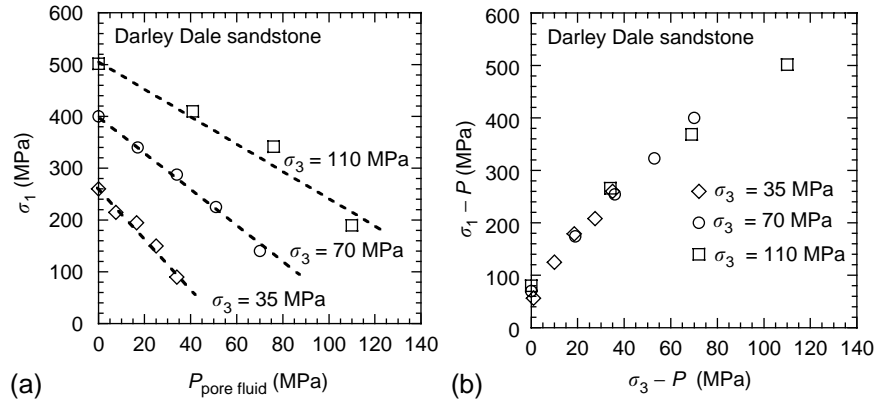 Darley Dale sandstone
600
500
400
300
200
100
0
σ1 (MPa)
σ3 = 110 MPa
σ3 = 70 MPa
σ3 = 35 MPa
0 20 40 60 80 100 120 140
Ppore fluid (MPa)
(a)
Darley Dale sandstone
600
500
400
300
200
100
0
σ1 – P (MPa)
σ3 = 35 MPa
σ3 = 70 MPa
σ3 = 110 MPa
0 20 40 60 80 100 120 140
σ3 – P (MPa)
(b)